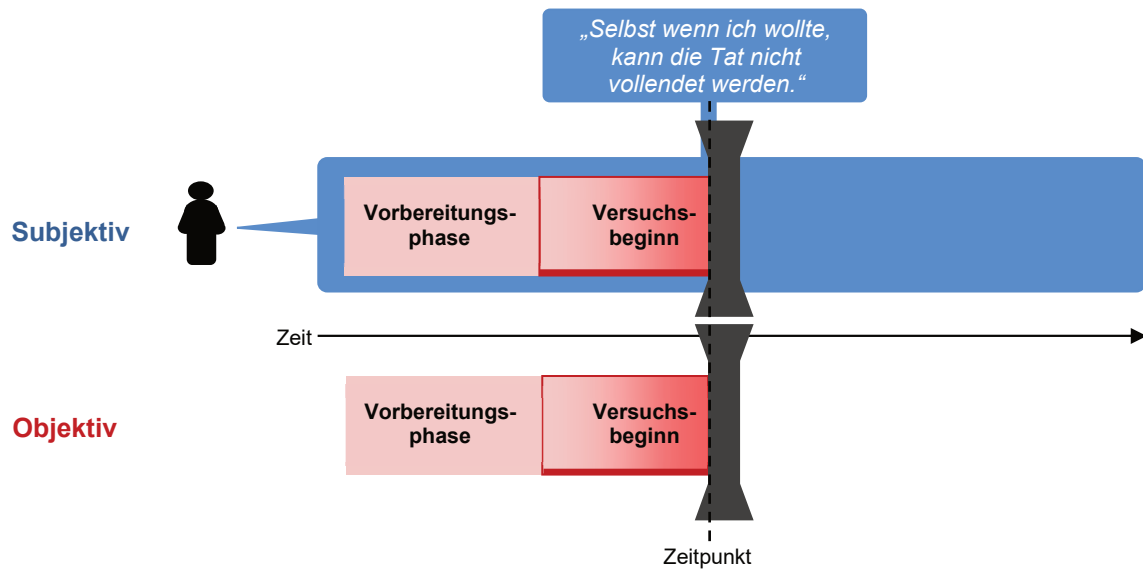 „Selbst wenn ich wollte,
kann die Tat nicht
vollendet werden.“
Subjektiv
Vorbereitungs-
phase
Versuchs-
beginn
Zeit
Objektiv
Vorbereitungs-
phase
Versuchs-
beginn
Zeitpunkt